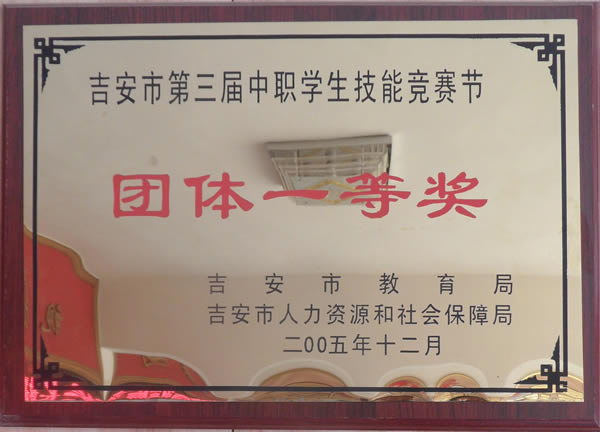 吉安市第三届中职学生技能竞赛节
团体一等奖
吉安市教育局
吉安市人力资源和社会保障局
二00五年十二月